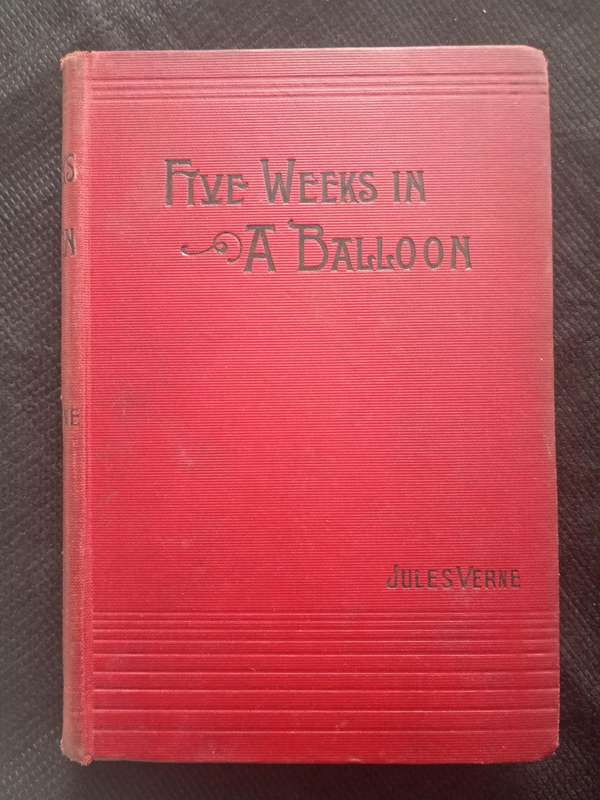 FIVE WEEKS IN
A BALLOON
JULES VERNE